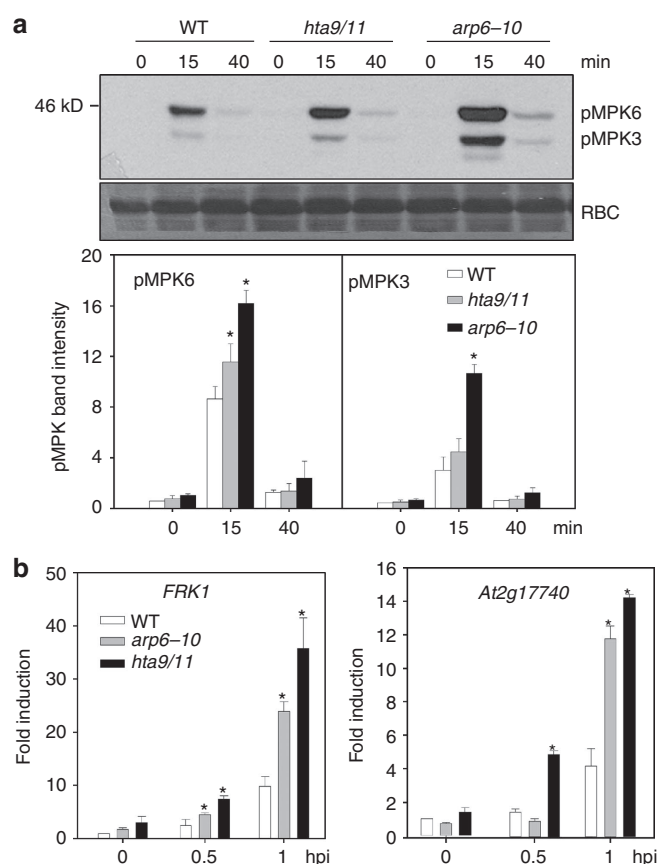 a
WT hta9/11 arp6–10
0 15 40 0 15 40 0 15 40 min
46 kD
pMPK6
pMPK3
RBC
pMPK band intensity
20
16
12
8
4
0
pMPK6
* *
pMPK3
*
WT
hta9/11
arp6–10
0 15 40 0 15 40 min
b
Fold induction
50
40
30
20
10
0
FRK1
WT
arp6–10
hta9/11
* * * *
0 0.5 1 hpi
Fold induction
16
14
12
10
8
6
4
2
0
At2g17740
* * *
0 0.5 1 hpi